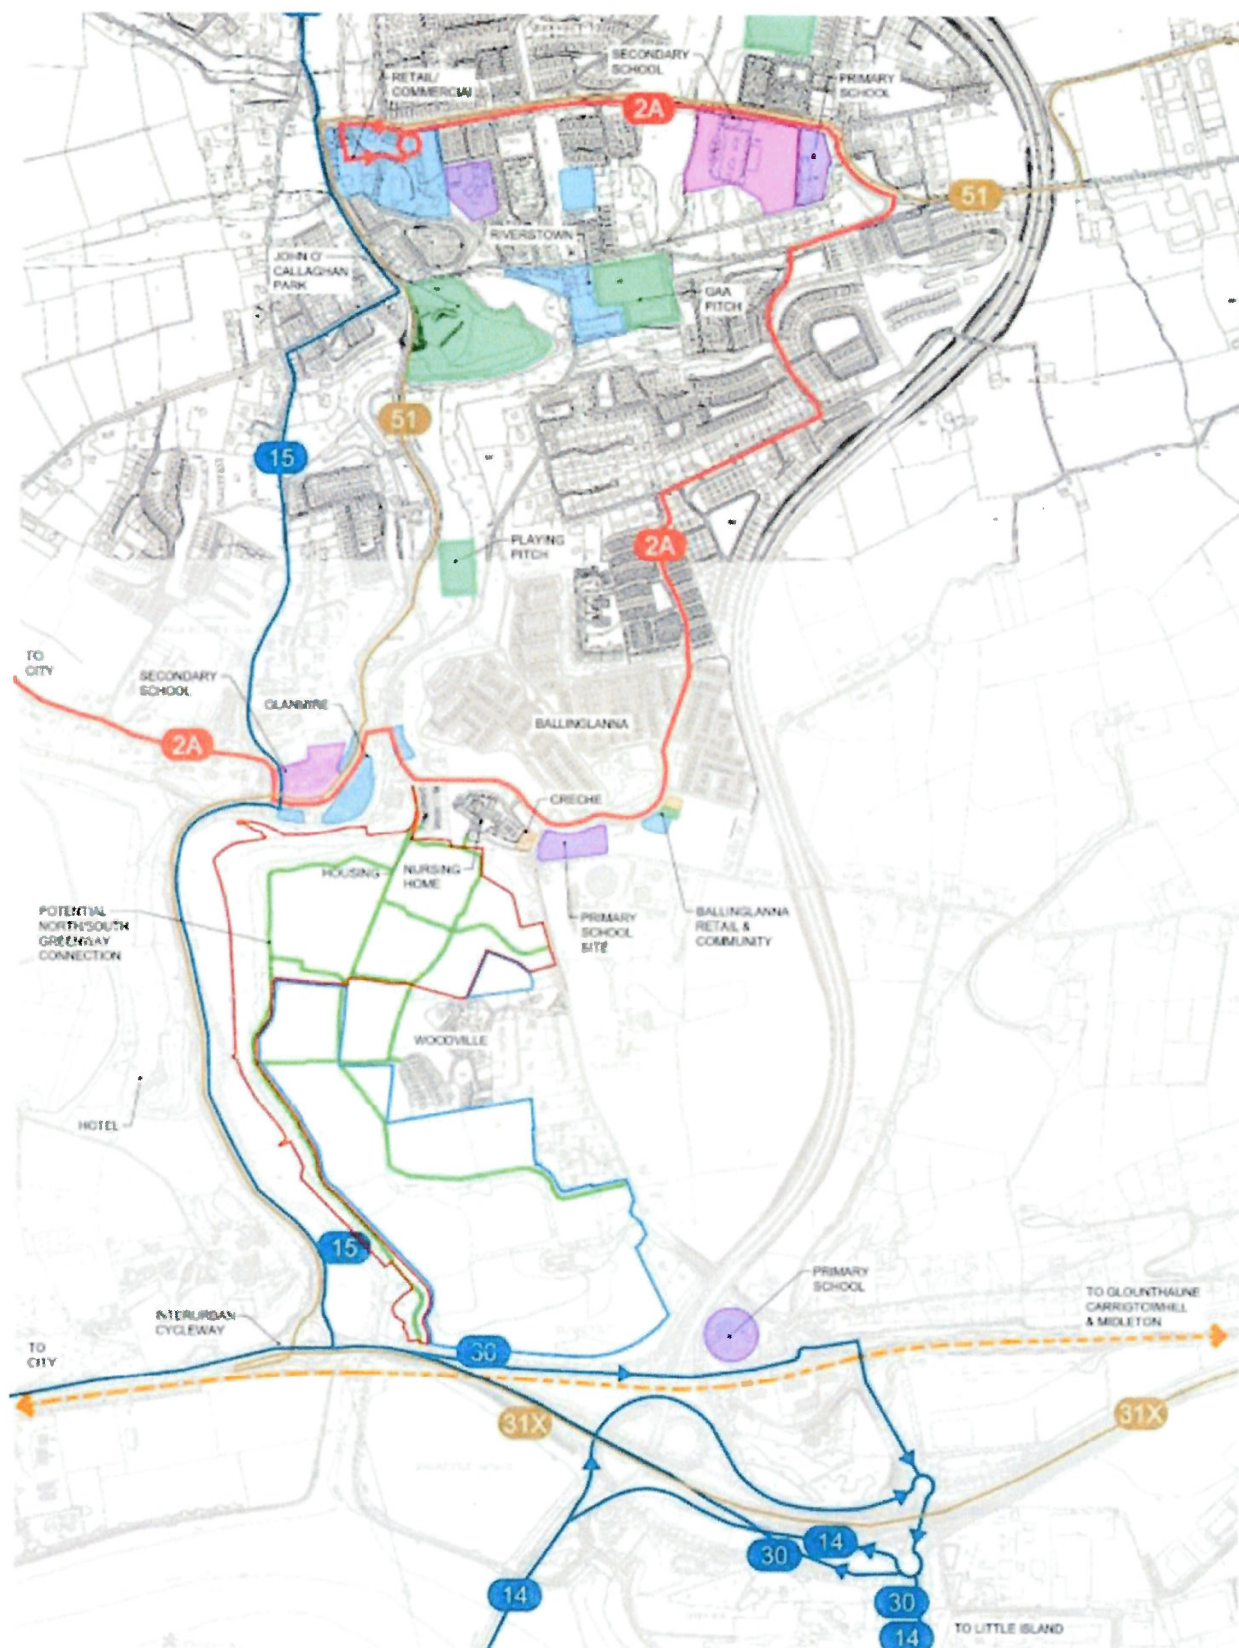 SECONDARY
SCHOOL
RETAIL/
COMMERCIAL
PRIMARY
SCHOOL
2A
51
RIVERSTOWN
JOHN O'
CALLAGHAN
PARK
GAA
PITCH
51
15
PLAYING
PITCH
2A
TO
CITY
SECONDARY
SCHOOL
GLANMIRE
BALLINGLANNA
2A
CRECHE
HOUSING
NURSING
HOME
POTENTIAL
NORTH/SOUTH
GREENWAY
CONNECTION
PRIMARY
SCHOOL
SITE
BALLINGLANNA
RETAIL &
COMMUNITY
WOODVILLE
HOTEL
15
PRIMARY
SCHOOL
TO GLOUNTHAUNE
CARRIGTOWHILL
& MIDLETON
INTERURBAN
CYCLEWAY
TO
CITY
30
31X
31X
14
30
14
30
TO LITTLE ISLAND
14